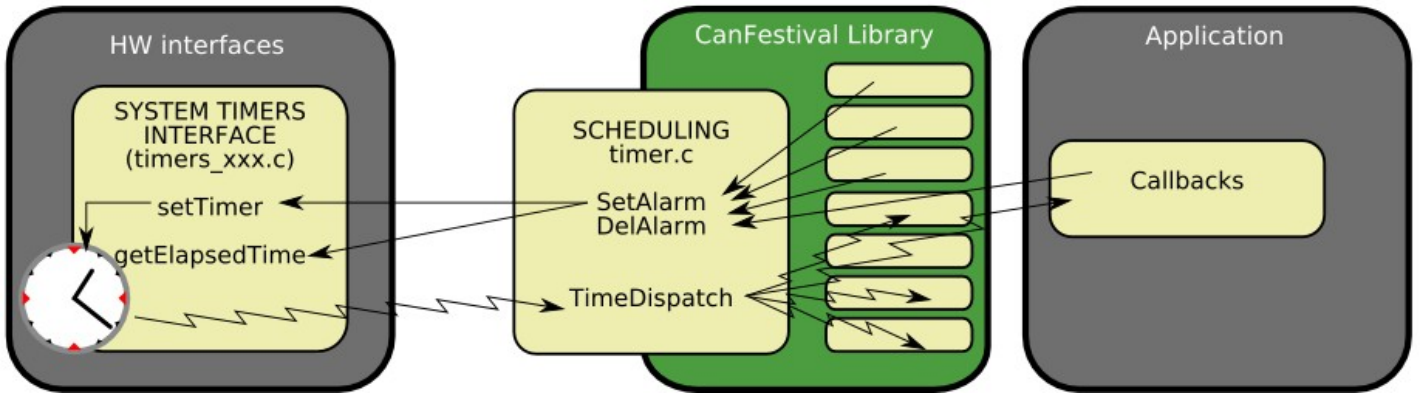 HW interfaces
SYSTEM TIMERS
INTERFACE
(timers_xxx.c)
setTimer
getElapsedTime
SCHEDULING
timer.c
SetAlarm
DelAlarm
TimeDispatch
CanFestival Library
Application
Callbacks